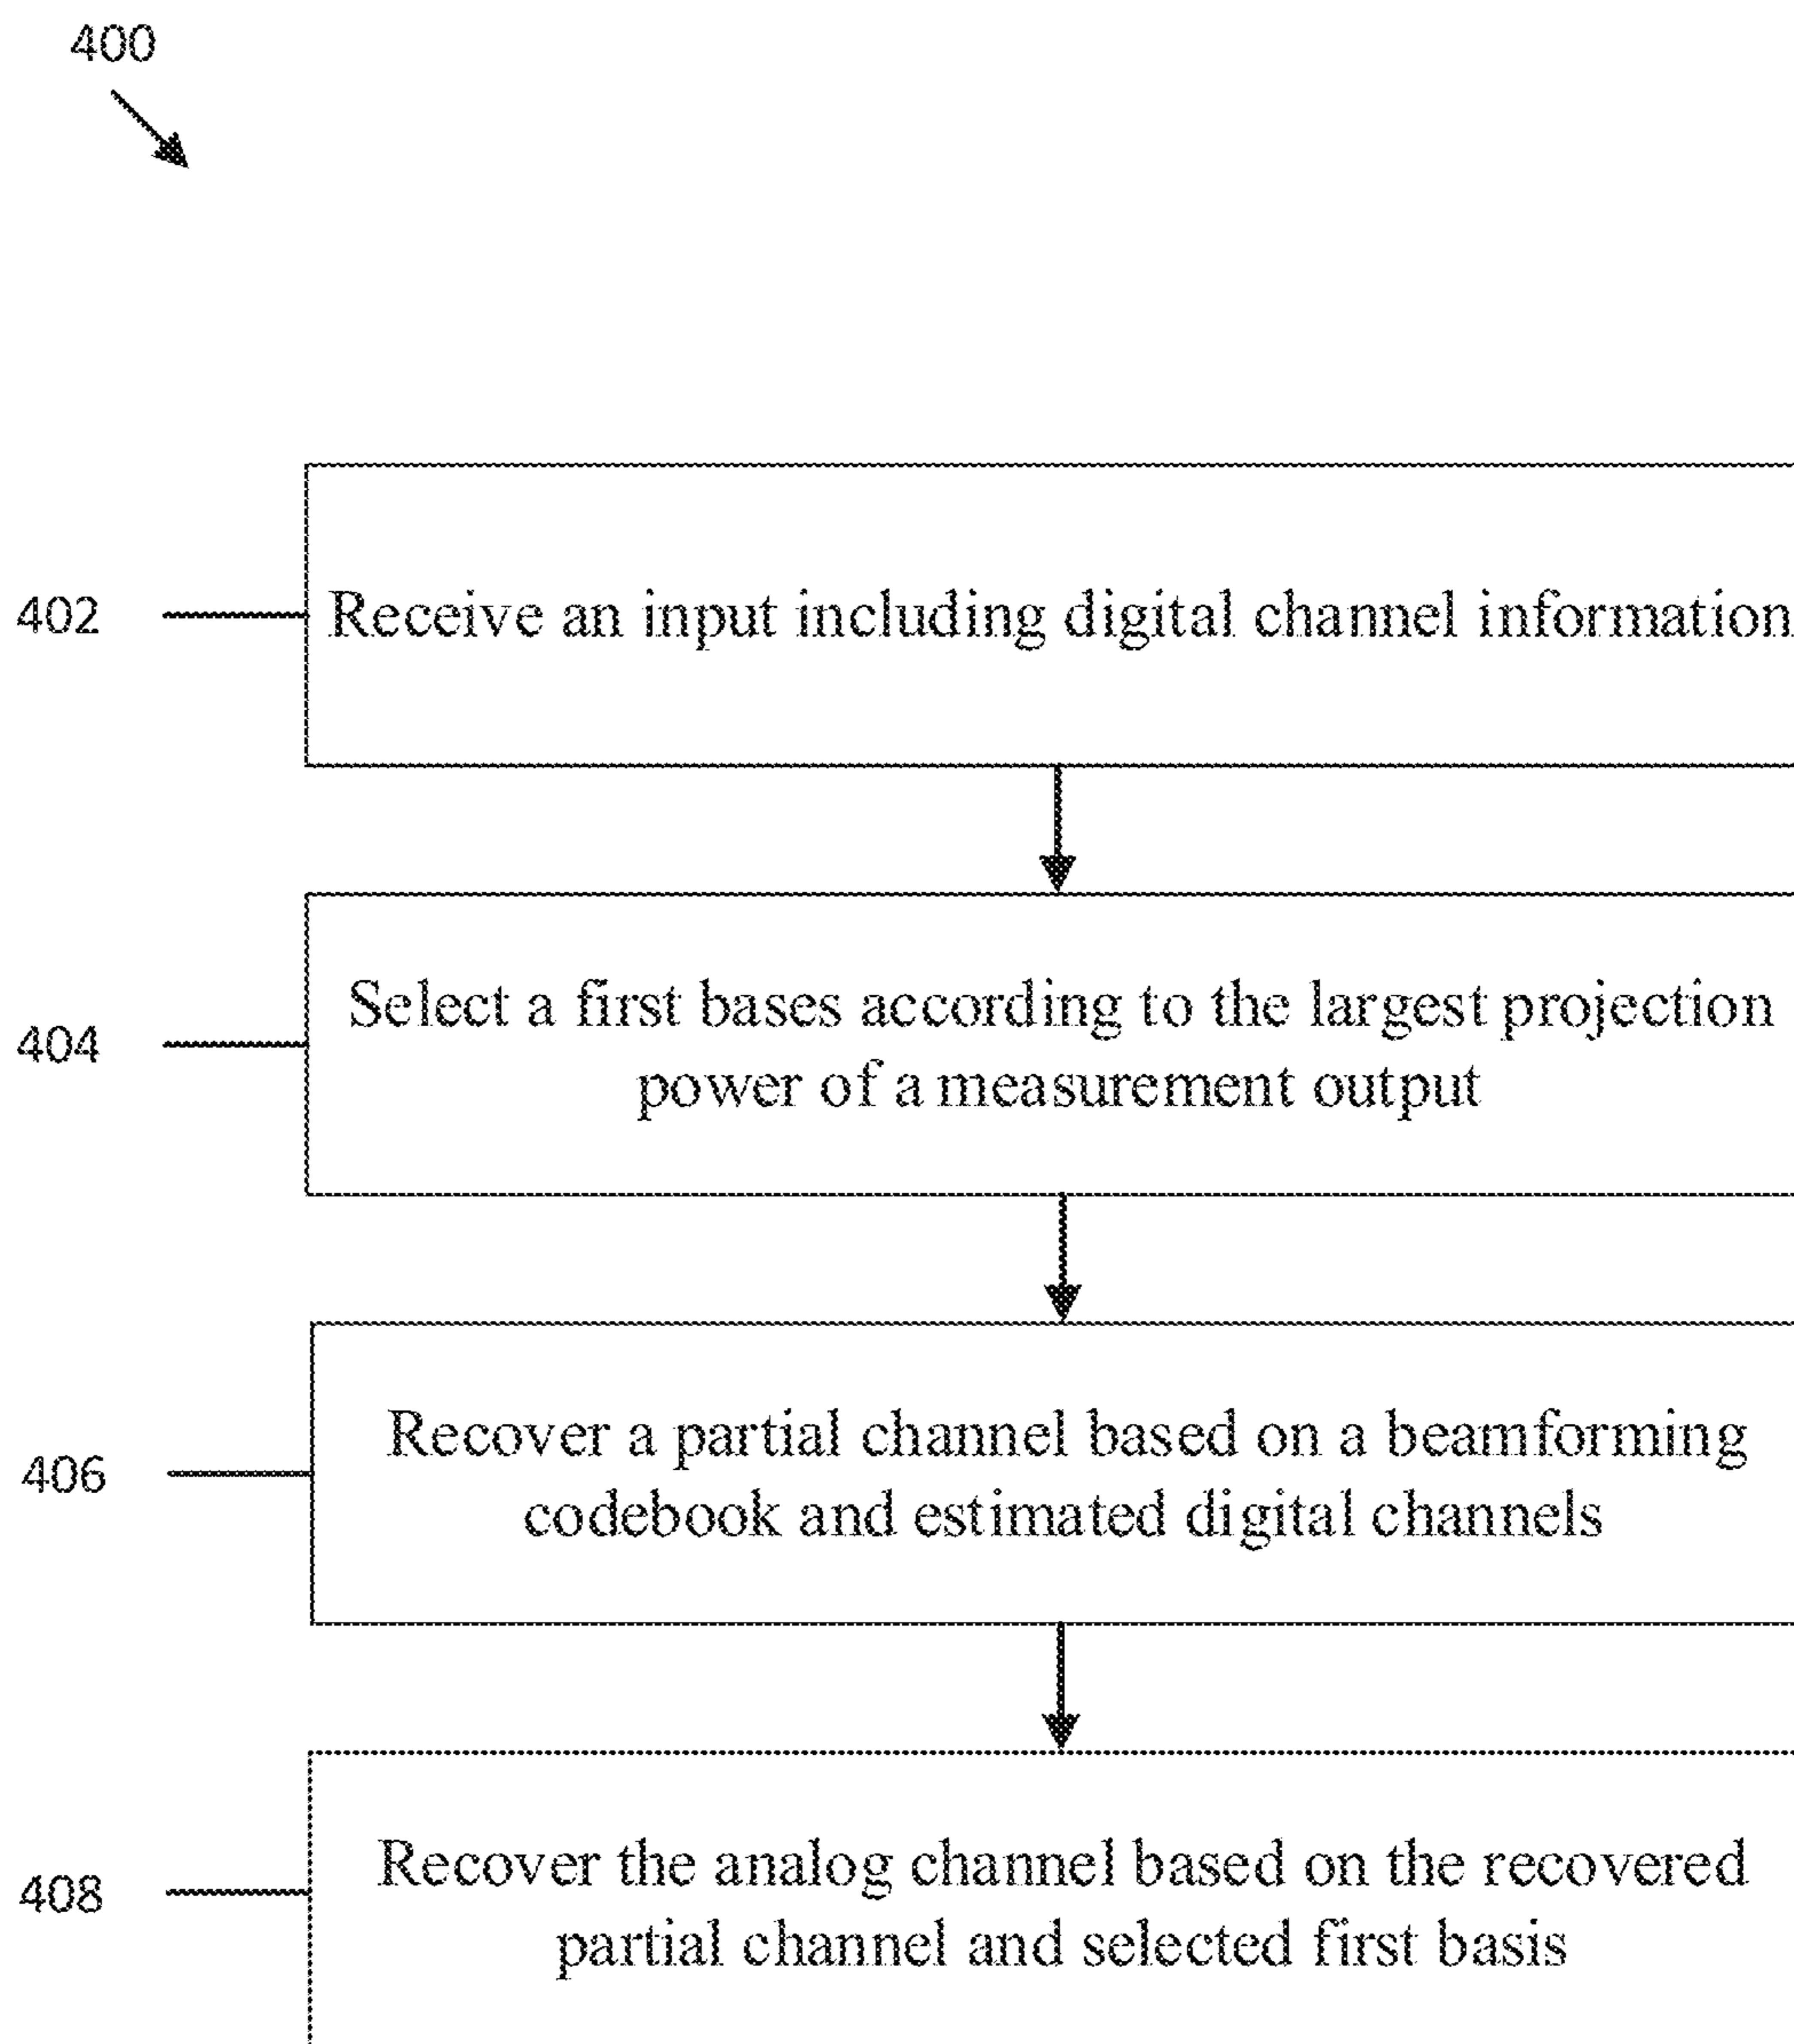 400
402
Receive an input including digital channel information
404
Select a first bases according to the largest projection
power of a measurement output
406
Recover a partial channel based on a beamforming
codebook and estimated digital channels
408
Recover the analog channel based on the recovered
partial channel and selected first basis